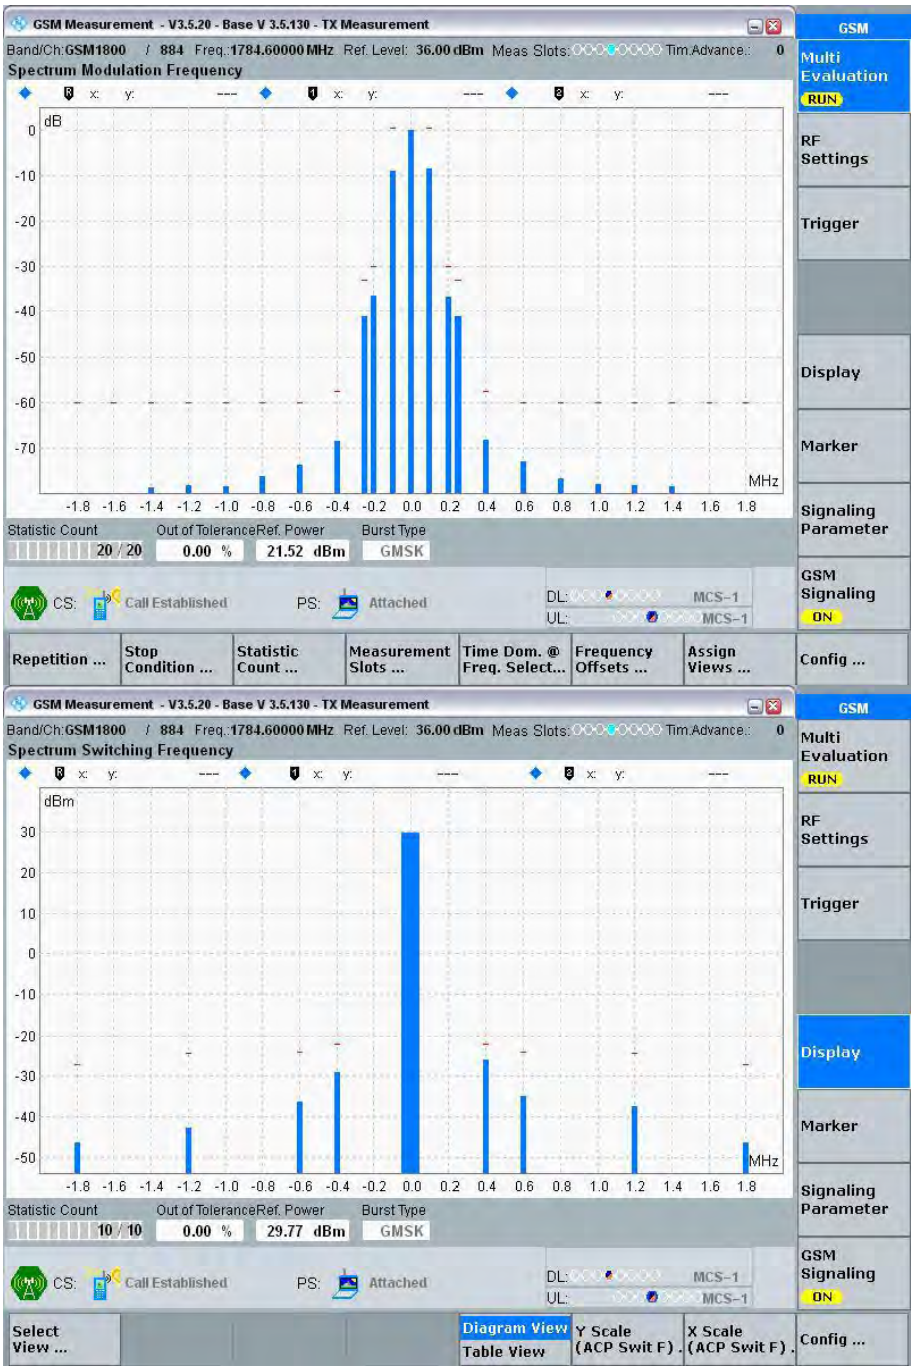 GSM Measurement - V3.5.20 - Base V 3.5.130 - TX Measurement
GSM
Band/Ch:GSM1800 / 884 Freq.:1784.60000 MHz Ref. Level: 36.00 dBm Meas Slots: Tim.Advance.: 0
Spectrum Modulation Frequency
Multi
Evaluation
RUN
R x: y: --- 1 x: y: --- 2 x: y: ---
dB
0
-10
-20
-30
-40
-50
-60
-70
MHz
-1.8 -1.6 -1.4 -1.2 -1.0 -0.8 -0.6 -0.4 -0.2 0.0 0.2 0.4 0.6 0.8 1.0 1.2 1.4 1.6 1.8
RF
Settings
Trigger
Display
Marker
Signaling
Parameter
GSM
Signaling
ON
Statistic Count Out of Tolerance Ref. Power Burst Type
20 / 20 0.00 % 21.52 dBm GMSK
CS: Call Established PS: Attached
DL: MCS-1
UL: MCS-1
Repetition ... Stop Condition ... Statistic Count ... Measurement Slots ... Time Dom. @ Freq. Select... Frequency Offsets ... Assign Views ... Config ...
GSM Measurement - V3.5.20 - Base V 3.5.130 - TX Measurement
GSM
Band/Ch:GSM1800 / 884 Freq.:1784.60000 MHz Ref. Level: 36.00 dBm Meas Slots: Tim.Advance.: 0
Spectrum Switching Frequency
Multi
Evaluation
RUN
R x: y: --- 1 x: y: --- 2 x: y: ---
dBm
30
20
10
0
-10
-20
-30
-40
-50
MHz
-1.8 -1.6 -1.4 -1.2 -1.0 -0.8 -0.6 -0.4 -0.2 0.0 0.2 0.4 0.6 0.8 1.0 1.2 1.4 1.6 1.8
RF
Settings
Trigger
Display
Marker
Signaling
Parameter
GSM
Signaling
ON
Statistic Count Out of Tolerance Ref. Power Burst Type
10 / 10 0.00 % 29.77 dBm GMSK
CS: Call Established PS: Attached
DL: MCS-1
UL: MCS-1
Select View ... Diagram View Table View Y Scale (ACP Swit F) . X Scale (ACP Swit F) . Config ...